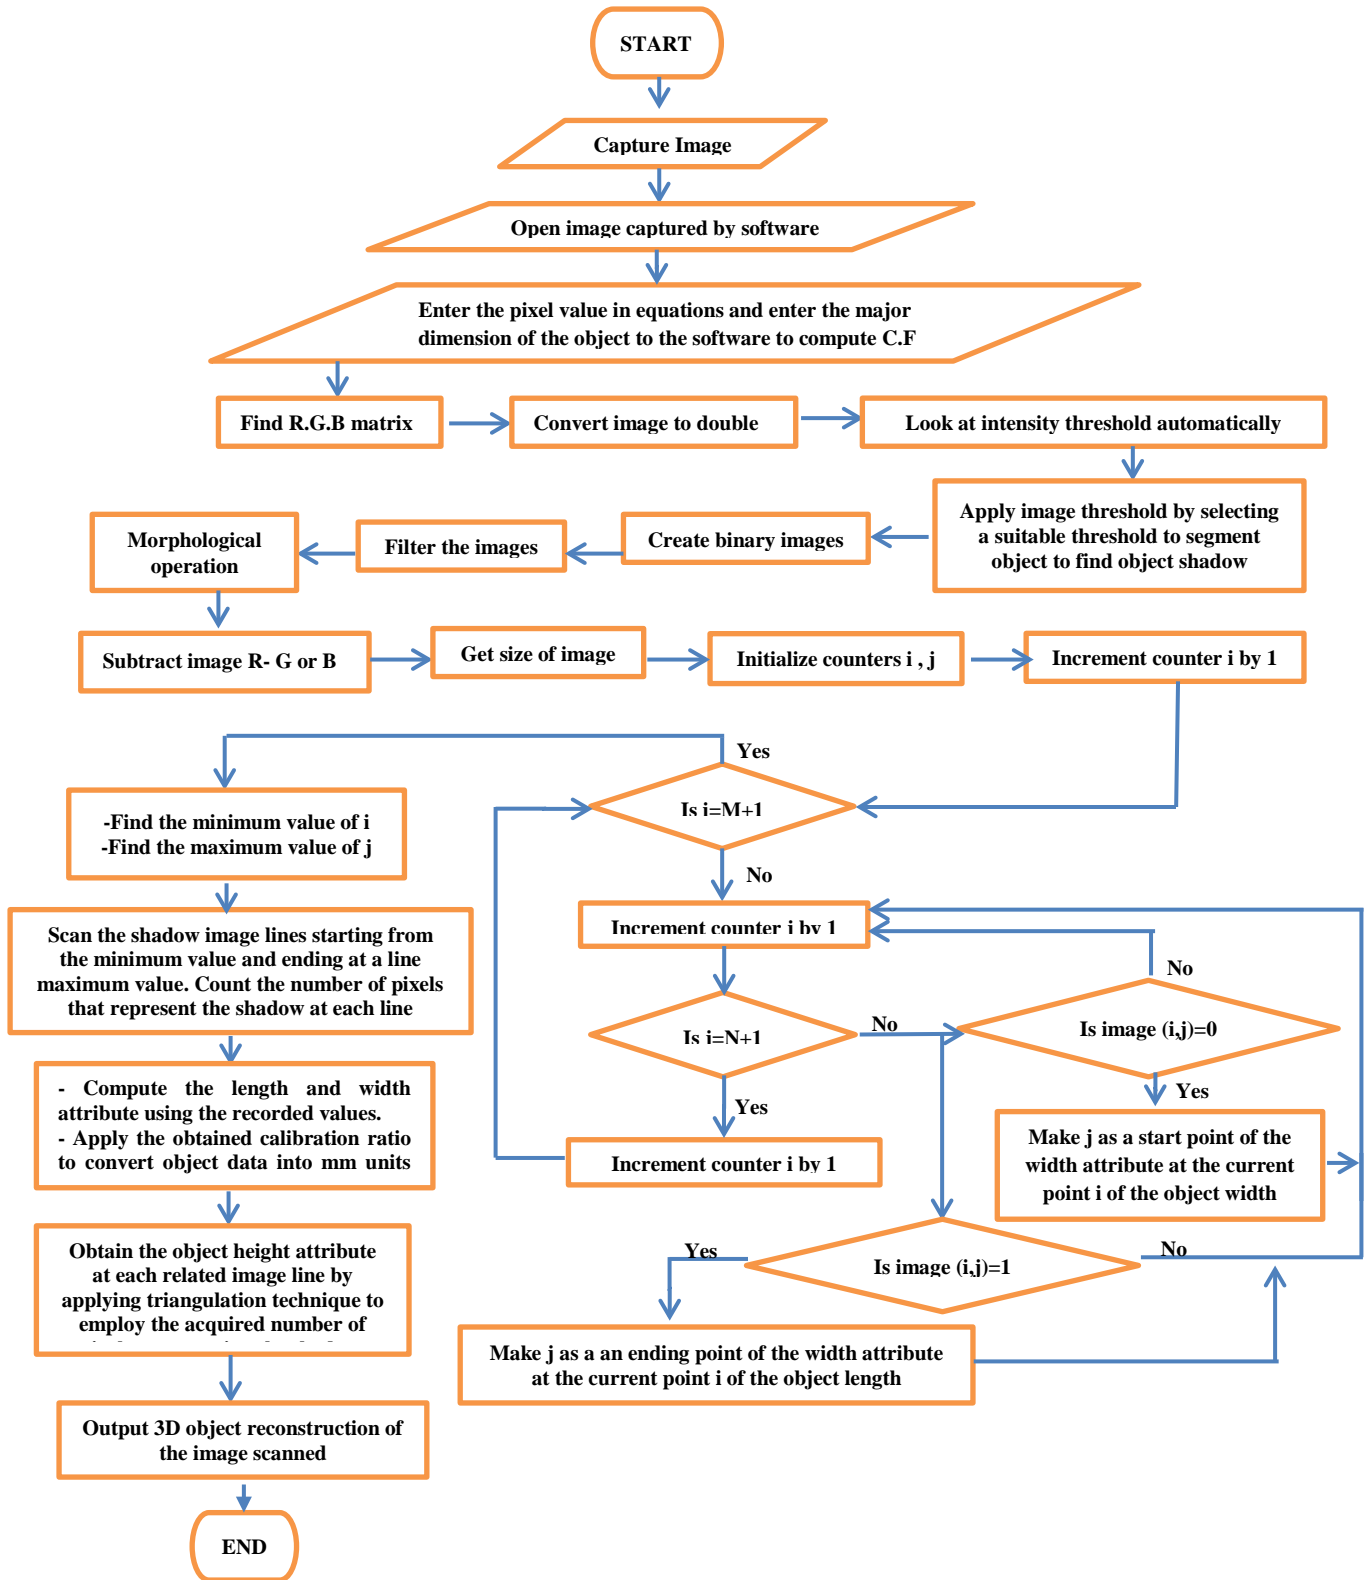 START
Capture Image
Open image captured by software
Enter the pixel value in equations and enter the major
dimension of the object to the software to compute C.F
Find R.G.B matrix
Convert image to double
Look at intensity threshold automatically
Apply image threshold by selecting
a suitable threshold to segment
object to find object shadow
Create binary images
Filter the images
Morphological
operation
Subtract image R- G or B
Get size of image
Initialize counters i , j
Increment counter i by 1
Yes
Is i=M+1
No
-Find the minimum value of i
-Find the maximum value of j
Increment counter i by 1
Scan the shadow image lines starting from
the minimum value and ending at a line
maximum value. Count the number of pixels
that represent the shadow at each line
No
Is i=N+1
No
Is image (i,j)=0
Yes
Yes
- Compute the length and width
attribute using the recorded values.
- Apply the obtained calibration ratio
to convert object data into mm units
Increment counter i by 1
Make j as a start point of the
width attribute at the current
point i of the object width
Obtain the object height attribute
at each related image line by
applying triangulation technique to
employ the acquired number of
Yes
Is image (i,j)=1
No
Make j as a an ending point of the width attribute
at the current point i of the object length
Output 3D object reconstruction of
the image scanned
END